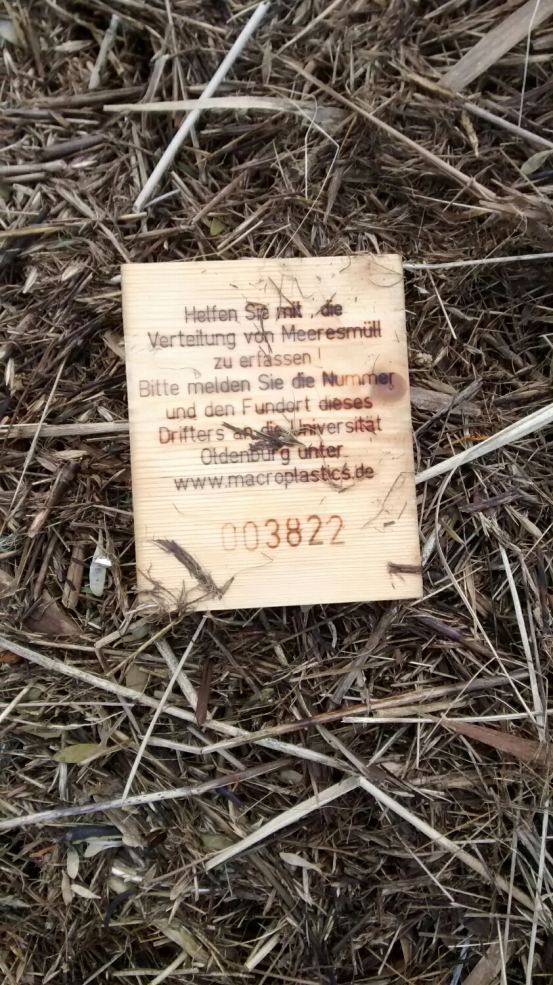 Helfen Sie mit, die
Verteilung von Meeresmüll
zu erfassen!
Bitte melden Sie die Nummer
und den Fundort dieses
Drifters an die Universität
Oldenburg unter
www.macroplastics.de
003822